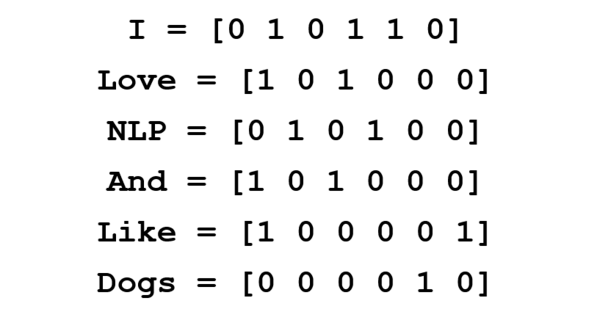 I = [0 1 0 1 1 0]
Love = [1 0 1 0 0 0]
NLP = [0 1 0 1 0 0]
And = [1 0 1 0 0 0]
Like = [1 0 0 0 0 1]
Dogs = [0 0 0 0 1 0]